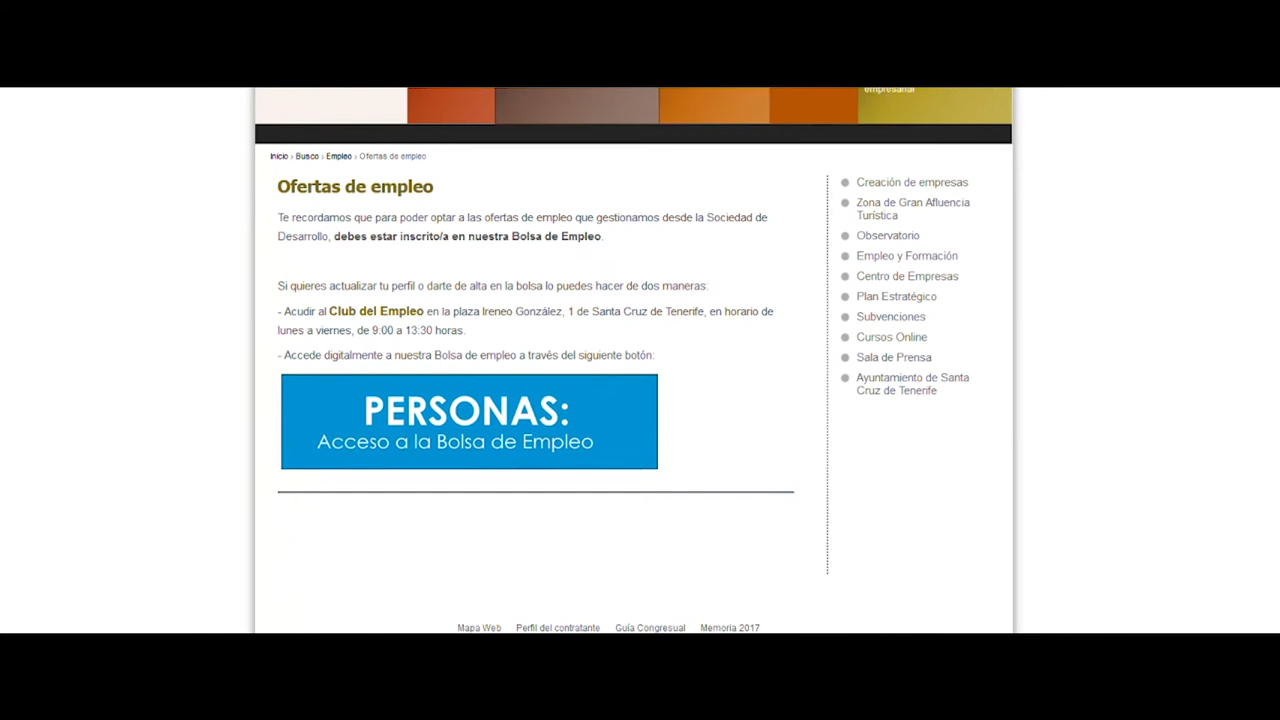 empresarial
Inicio › Busco › Empleo › Ofertas de empleo
Ofertas de empleo
Te recordamos que para poder optar a las ofertas de empleo que gestionamos desde la Sociedad de
Desarrollo, debes estar inscrito/a en nuestra Bolsa de Empleo.
Si quieres actualizar tu perfil o darte de alta en la bolsa lo puedes hacer de dos maneras:
- Acudir al Club del Empleo en la plaza Ireneo González, 1 de Santa Cruz de Tenerife, en horario de
lunes a viernes, de 9:00 a 13:30 horas.
- Accede digitalmente a nuestra Bolsa de empleo a través del siguiente botón:
PERSONAS:
Acceso a la Bolsa de Empleo
Creación de empresas
Zona de Gran Afluencia
Turística
Observatorio
Empleo y Formación
Centro de Empresas
Plan Estratégico
Subvenciones
Cursos Online
Sala de Prensa
Ayuntamiento de Santa
Cruz de Tenerife
Mapa Web Perfil del contratante Guía Congresual Memoria 2017